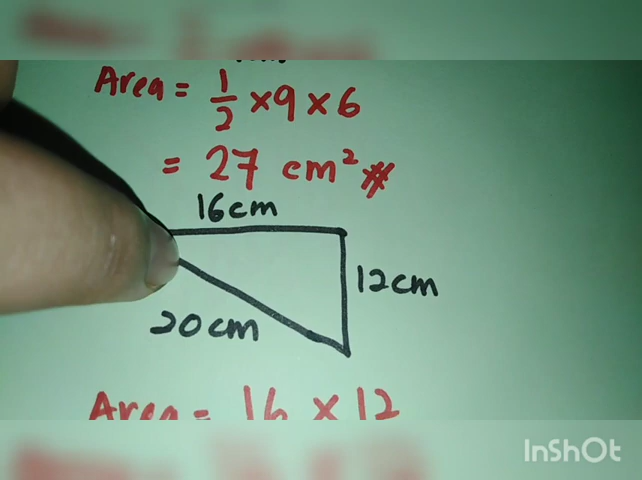 Area = 1/2 × 9 × 6
= 27 cm²
16cm
12cm
20cm
Area = 16 × 12
InShOt